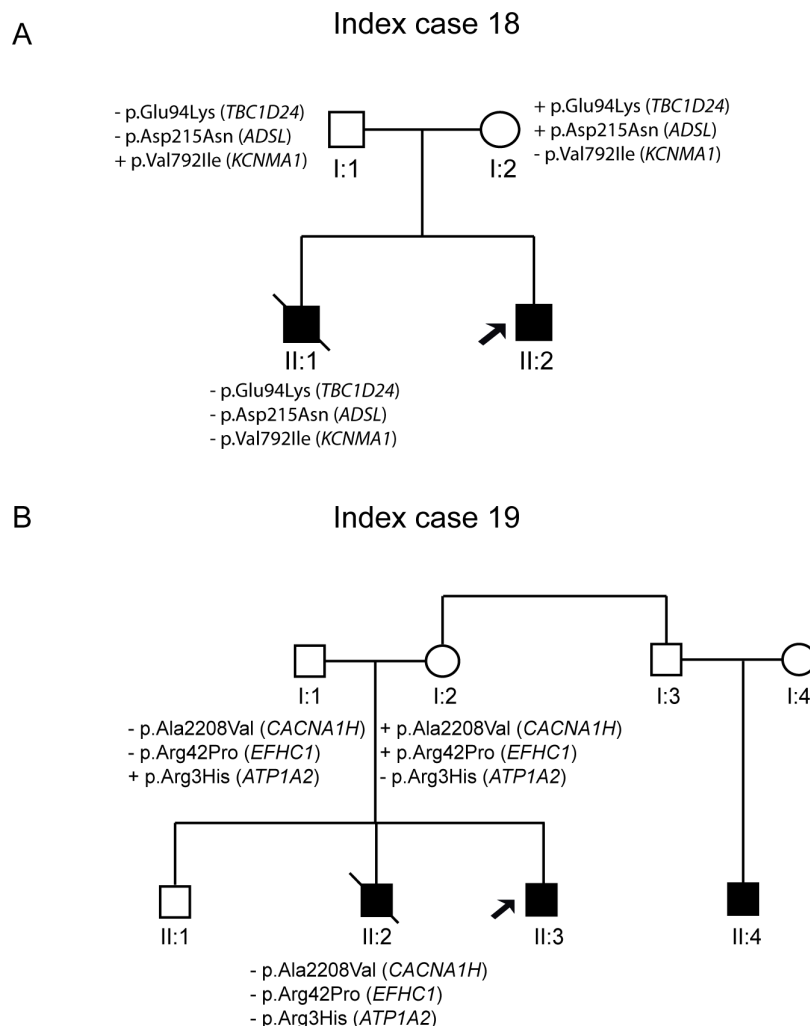 A
Index case 18
- p.Glu94Lys (TBC1D24)
- p.Asp215Asn (ADSL)
+ p.Val792Ile (KCNMA1)
I:1
I:2
+ p.Glu94Lys (TBC1D24)
+ p.Asp215Asn (ADSL)
- p.Val792Ile (KCNMA1)
II:1
II:2
- p.Glu94Lys (TBC1D24)
- p.Asp215Asn (ADSL)
- p.Val792Ile (KCNMA1)
B
Index case 19
I:1
I:2
I:3
I:4
- p.Ala2208Val (CACNA1H)
- p.Arg42Pro (EFHC1)
+ p.Arg3His (ATP1A2)
+ p.Ala2208Val (CACNA1H)
+ p.Arg42Pro (EFHC1)
- p.Arg3His (ATP1A2)
II:1
II:2
II:3
II:4
- p.Ala2208Val (CACNA1H)
- p.Arg42Pro (EFHC1)
- p.Arg3His (ATP1A2)